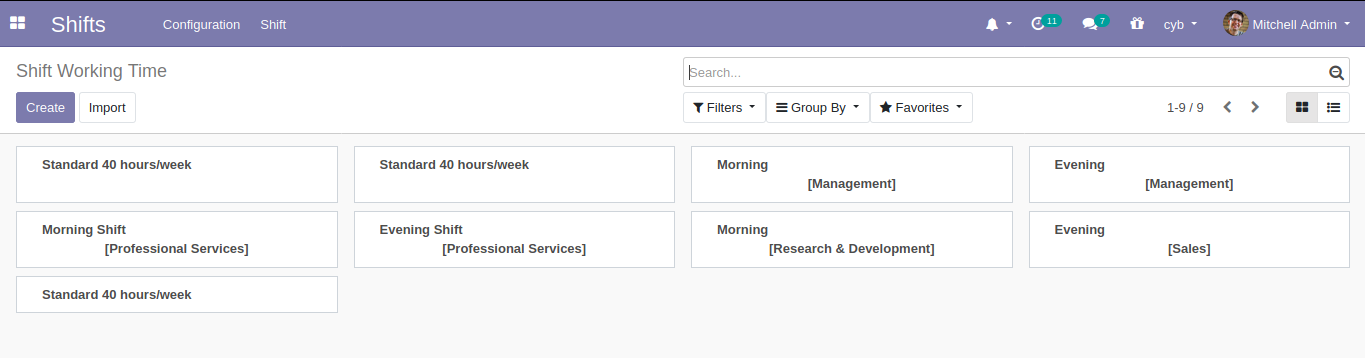 Shifts Configuration Shift 11 7 cyb Mitchell Admin
Shift Working Time
Search...
Create Import Filters Group By Favorites 1-9 / 9
Standard 40 hours/week
Standard 40 hours/week
Morning
[Management]
Evening
[Management]
Morning Shift
[Professional Services]
Evening Shift
[Professional Services]
Morning
[Research & Development]
Evening
[Sales]
Standard 40 hours/week